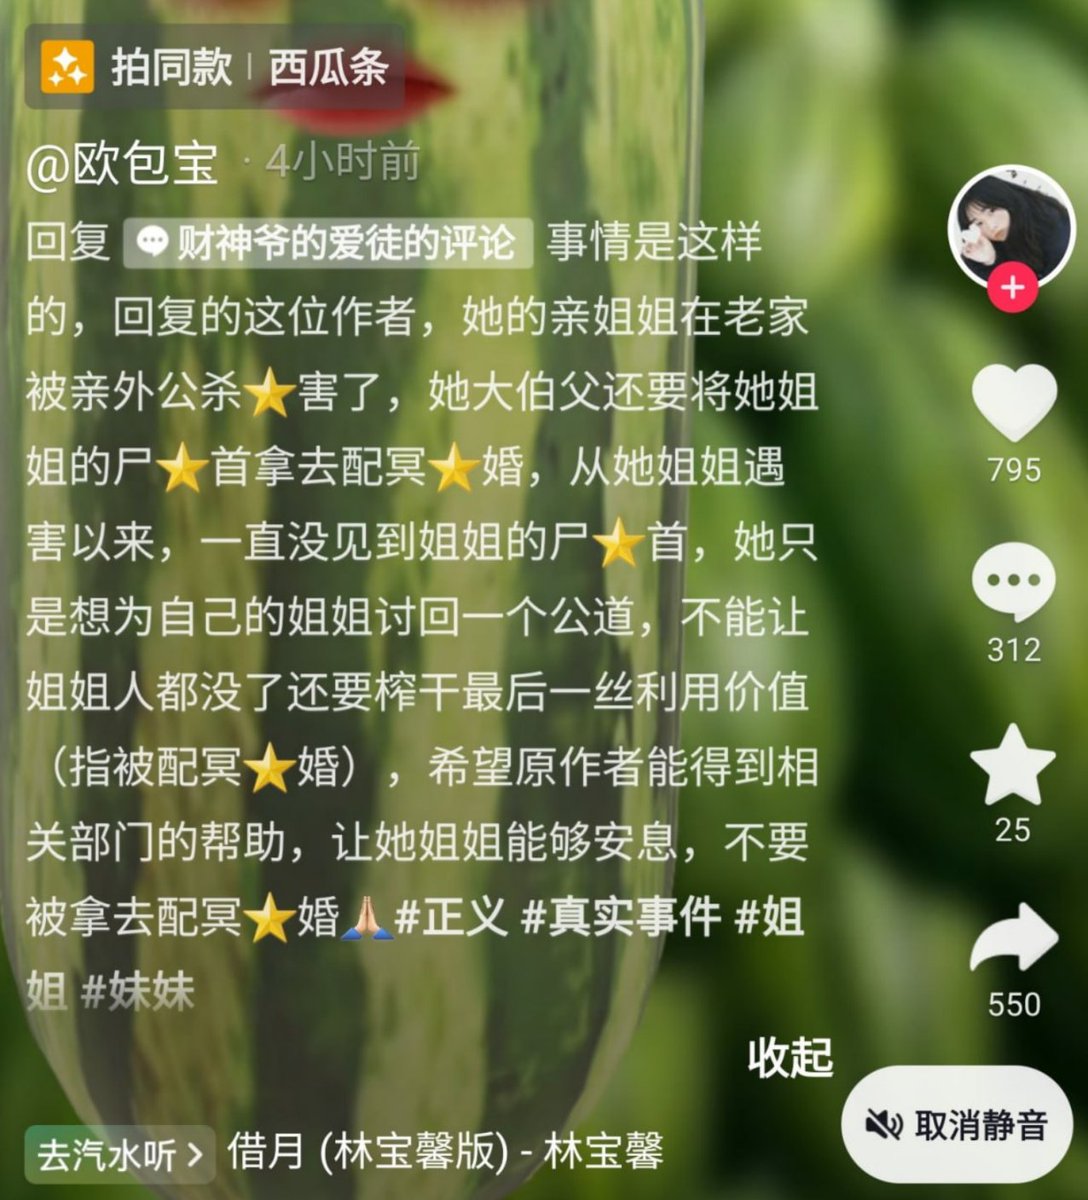 拍同款 | 西瓜条
@欧包宝 · 4小时前
回复 财神爷的爱徒的评论 事情是这样
的，回复的这位作者，她的亲姐姐在老家
被亲外公杀⭐害了，她大伯父还要将她姐
姐的尸⭐首拿去配冥⭐婚，从她姐姐遇
害以来，一直没见到姐姐的尸⭐首，她只
是想为自己的姐姐讨回一个公道，不能让
姐姐人都没了还要榨干最后一丝利用价值
（指被配冥⭐婚），希望原作者能得到相
关部门的帮助，让她姐姐能够安息，不要
被拿去配冥⭐婚🙏🏻#正义 #真实事件 #姐
姐 #妹妹
795
312
25
550
收起
取消静音
去汽水听 > 借月 (林宝馨版) - 林宝馨